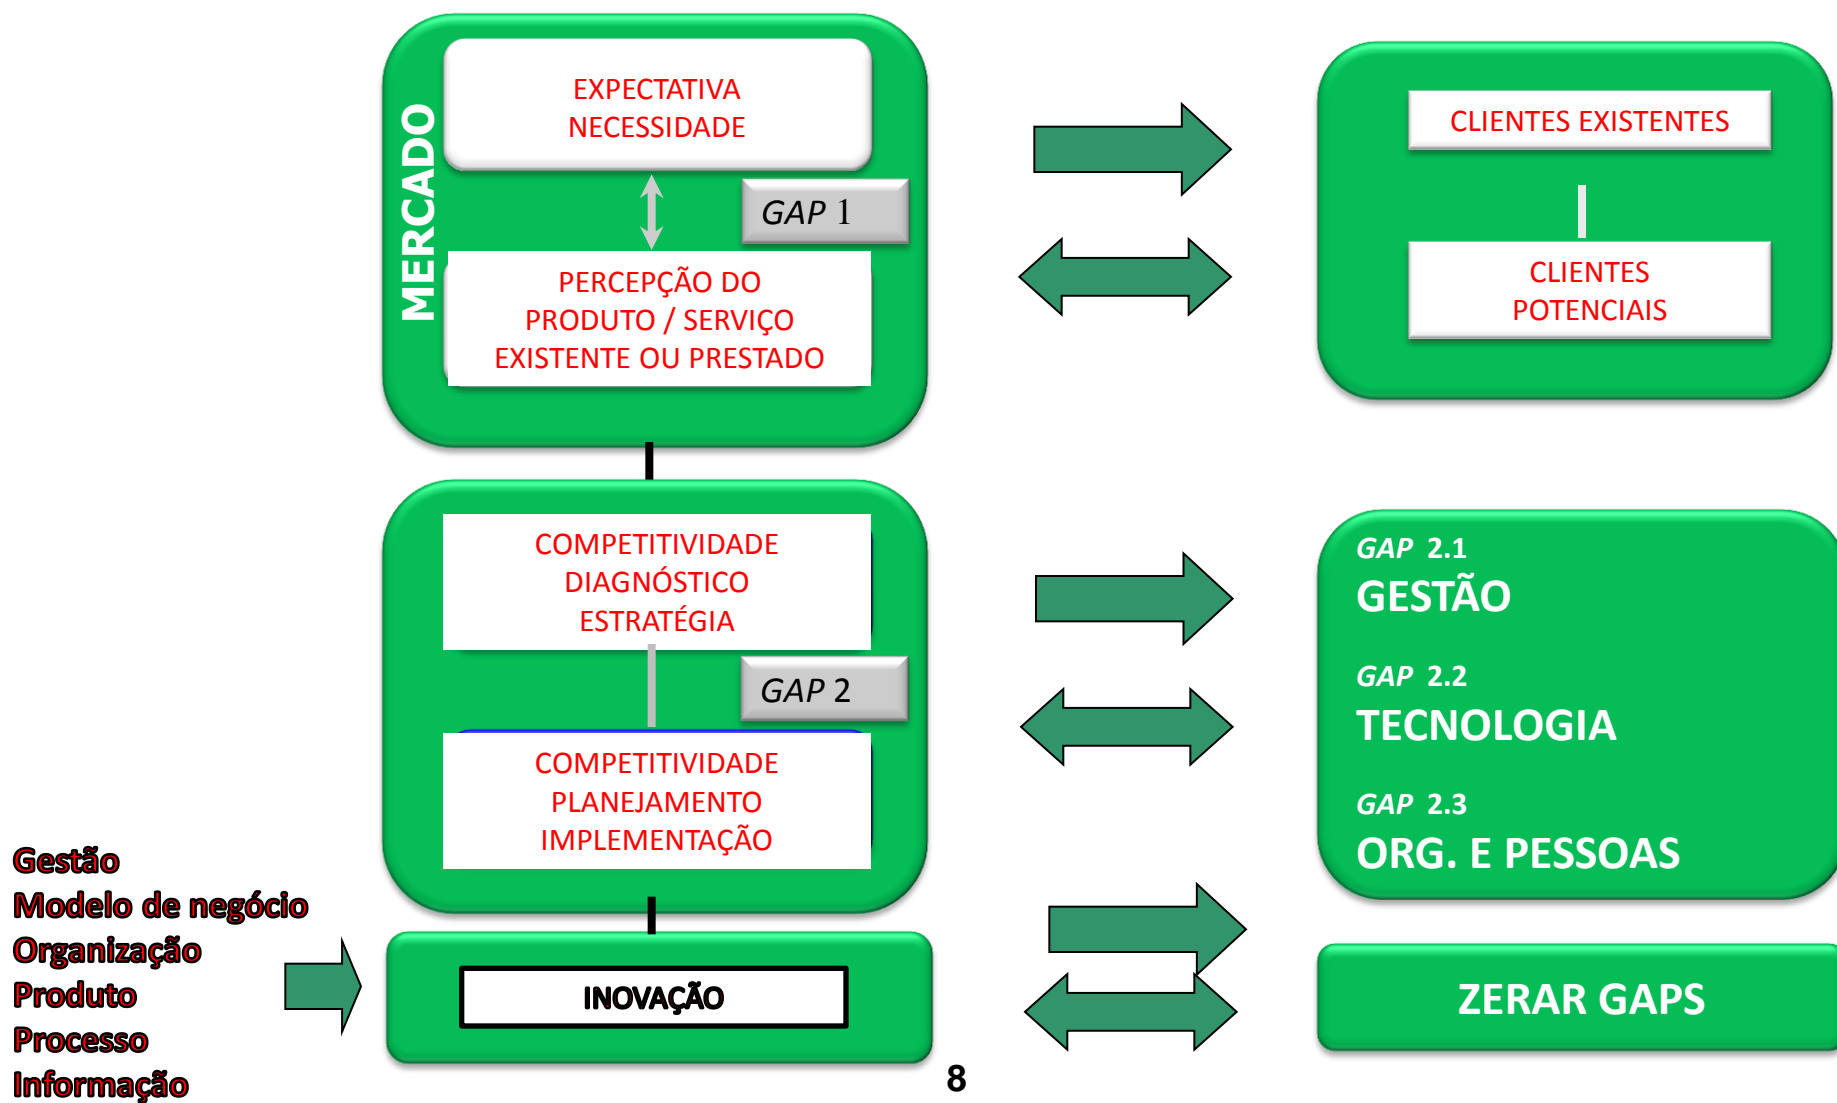 MERCADO
EXPECTATIVA
NECESSIDADE
GAP 1
PERCEPÇÃO DO
PRODUTO / SERVIÇO
EXISTENTE OU PRESTADO
CLIENTES EXISTENTES
CLIENTES
POTENCIAIS
COMPETITIVIDADE
DIAGNÓSTICO
ESTRATÉGIA
GAP 2
COMPETITIVIDADE
PLANEJAMENTO
IMPLEMENTAÇÃO
GAP 2.1
GESTÃO
GAP 2.2
TECNOLOGIA
GAP 2.3
ORG. E PESSOAS
Gestão
Modelo de negócio
Organização
Produto
Processo
Informação
INOVAÇÃO
ZERAR GAPS
8